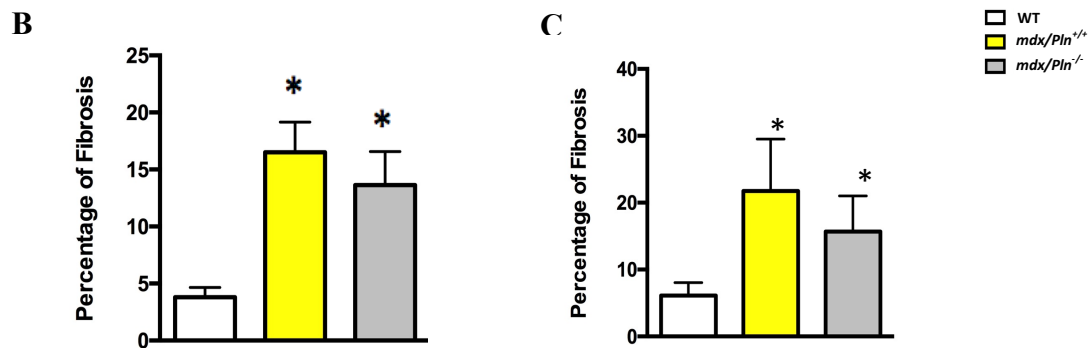 B
25
20
15
10
5
0
Percentage of Fibrosis
*
*
C
40
30
20
10
0
Percentage of Fibrosis
*
*
WT
mdx/Pln+/+
mdx/Pln-/-